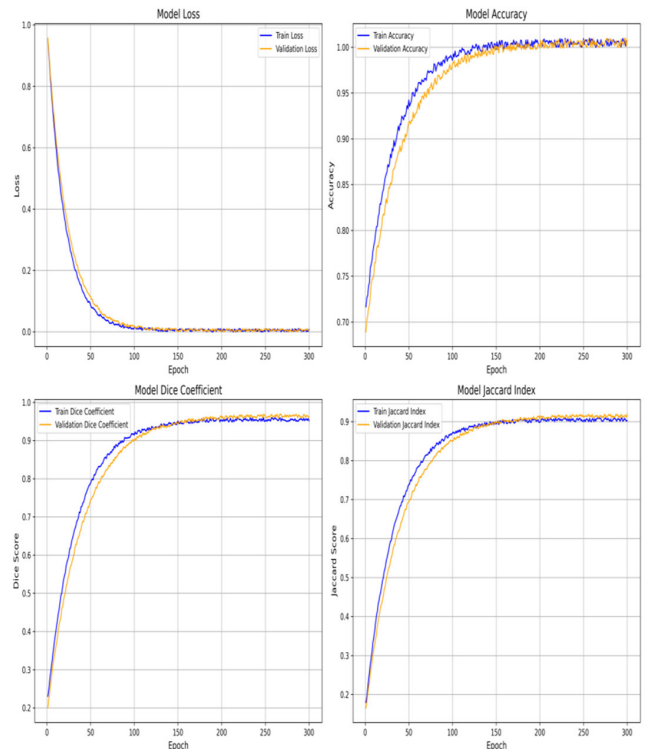 Model Loss
Train Loss
Validation Loss
1.0
0.8
0.6
0.4
0.2
0.0
Loss
0
50
100
150
200
250
300
Epoch
Model Accuracy
Train Accuracy
Validation Accuracy
1.00
0.95
0.90
0.85
0.80
0.75
0.70
Accuracy
0
50
100
150
200
250
300
Epoch
Model Dice Coefficient
Train Dice Coefficient
Validation Dice Coefficient
1.0
0.9
0.8
0.7
0.6
0.5
0.4
0.3
0.2
Dice Score
0
50
100
150
200
250
300
Epoch
Model Jaccard Index
Train Jaccard Index
Validation Jaccard Index
0.9
0.8
0.7
0.6
0.5
0.4
0.3
0.2
Jaccard Score
0
50
100
150
200
250
300
Epoch